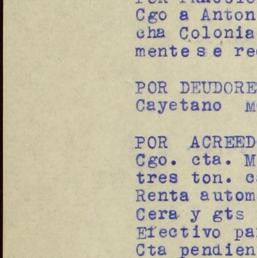 Cgo a Anton
cha Colonia
mente se re
POR DEUDORE
Cayetano M
POR ACREED
Cgo. cta. M
tres ton. c
Renta autom
Cera y gts
Efectivo pa
Cta pendien